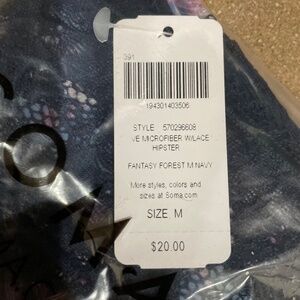 391
194301403506
STYLE 570296608
VE MICROFIBER W/LACE
HIPSTER
FANTASY FOREST M NAVY
More styles, colors and
sizes at Soma.com
SIZE M
$20.00
SOMA